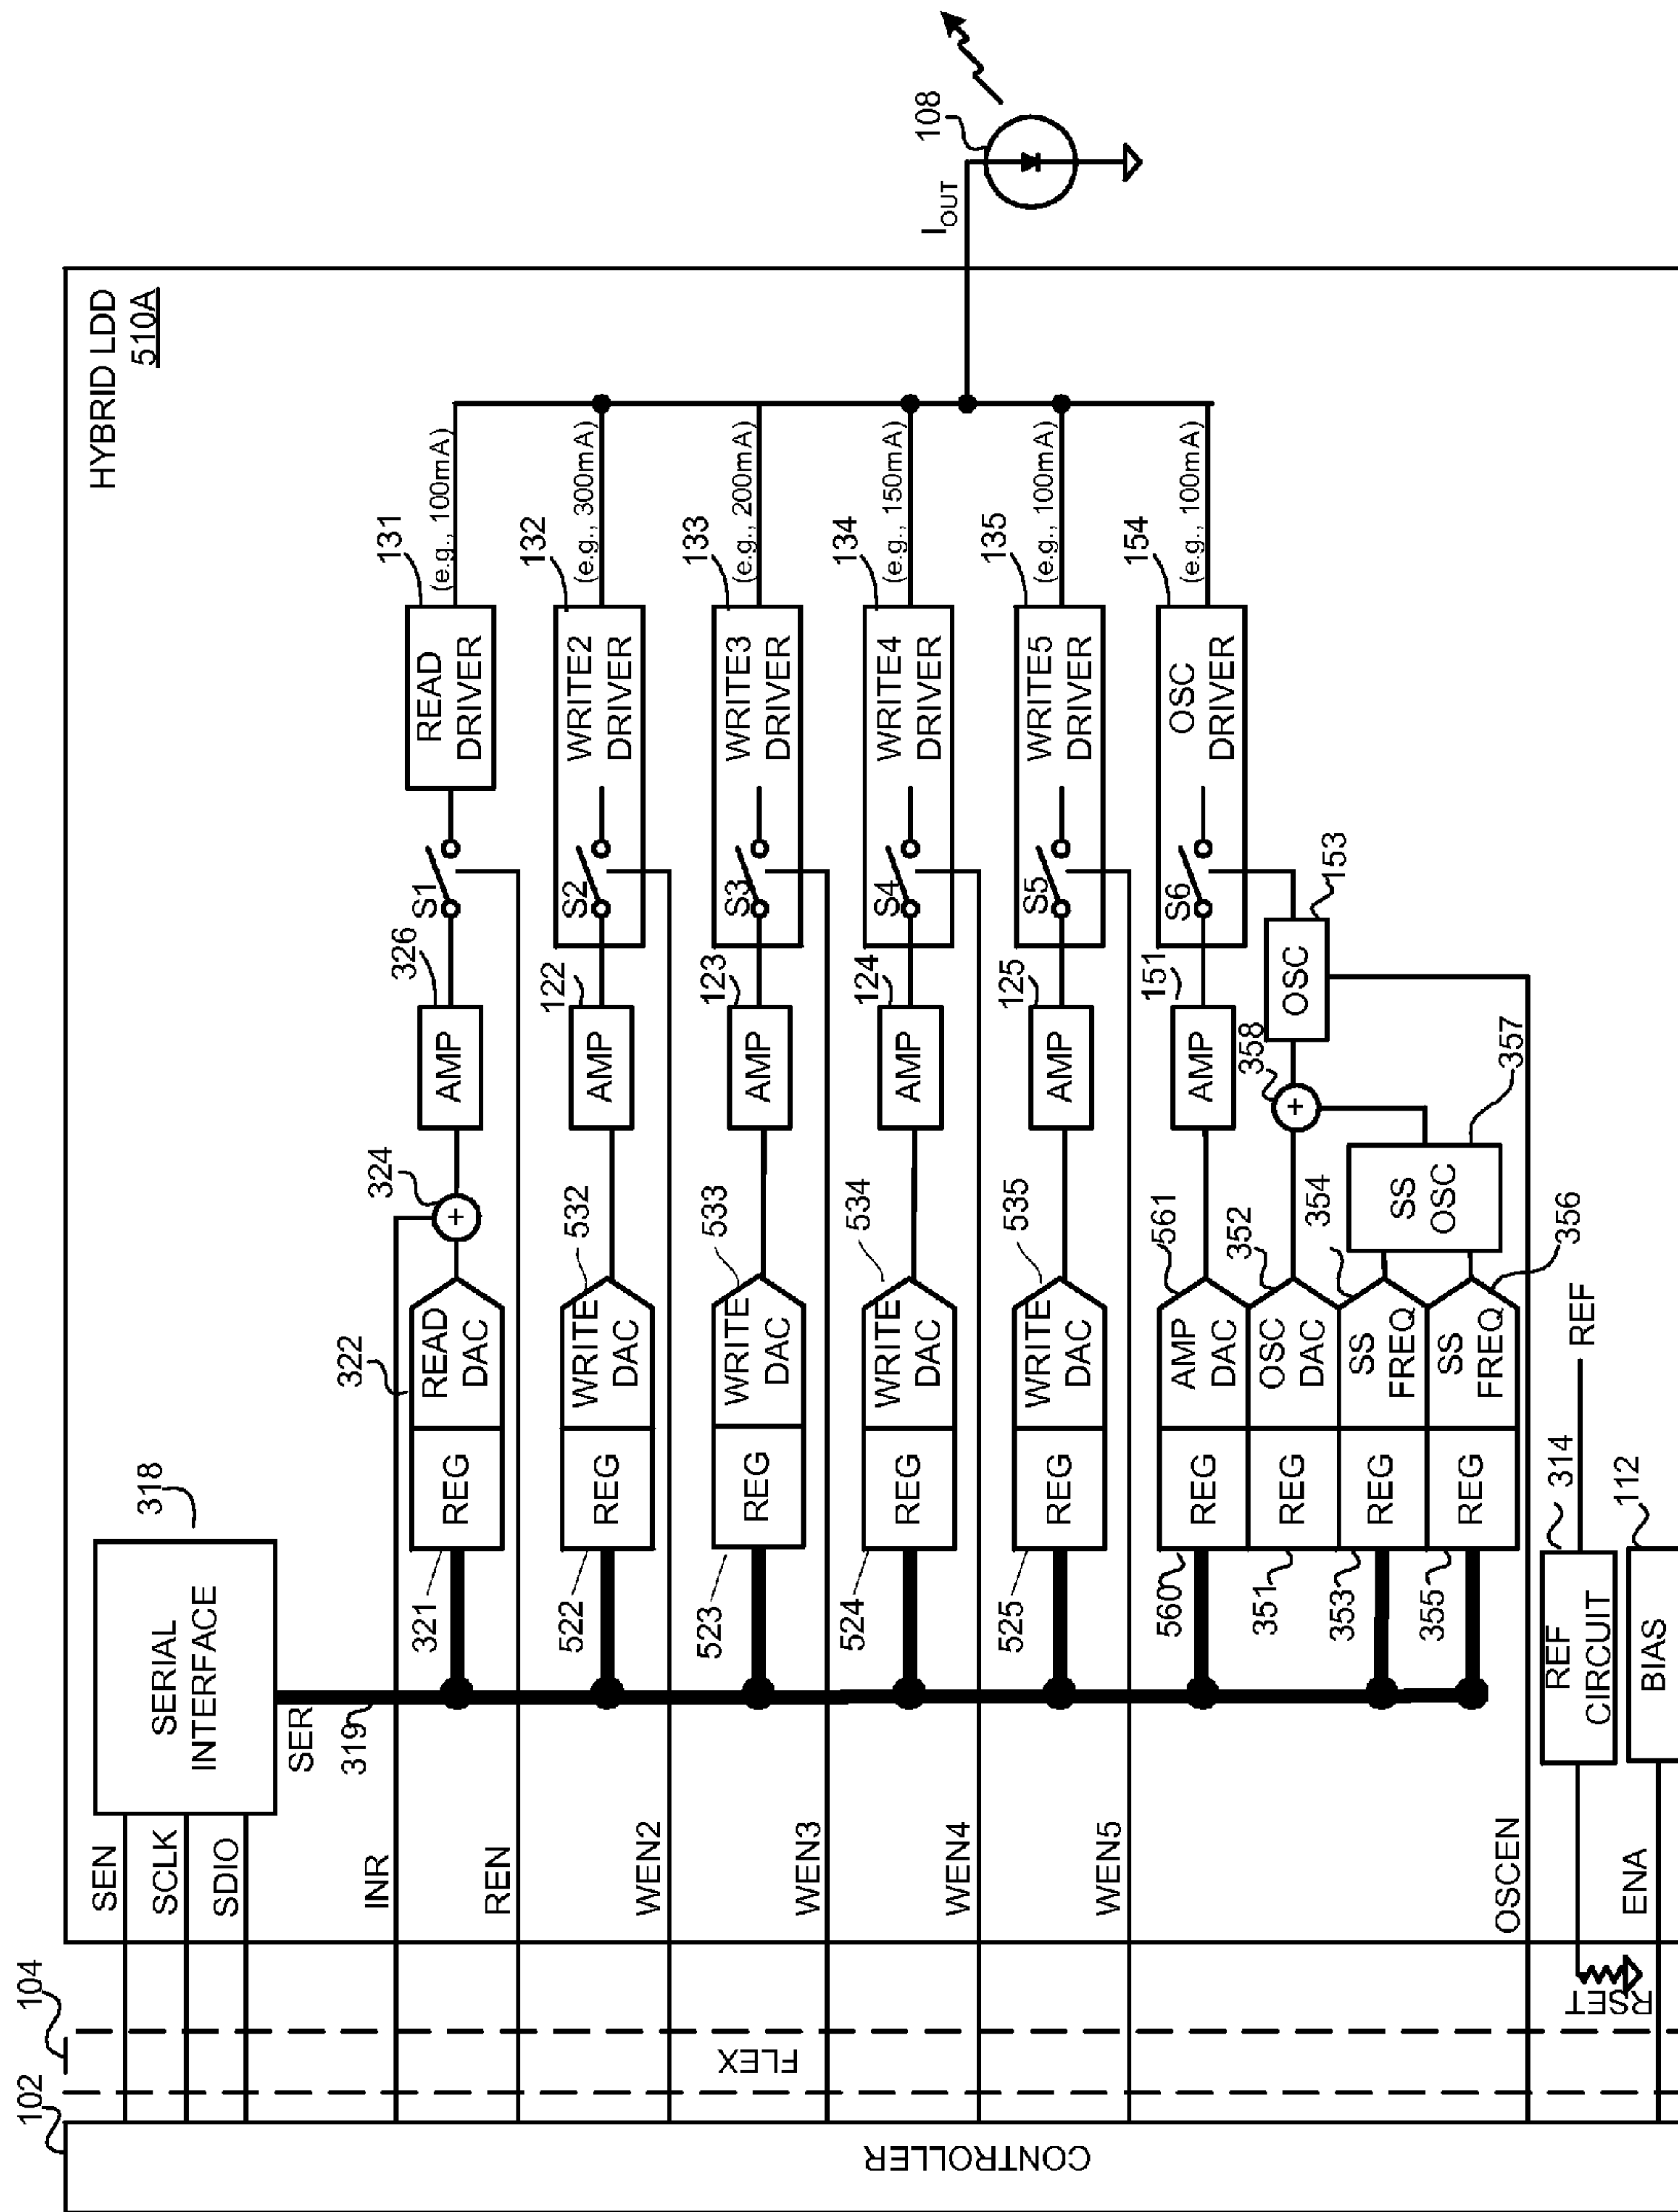 HYBRID LDD
510A
102
104
CONTROLLER
FLEX
SEN
SCLK
SDIO
SERIAL
INTERFACE
318
SER
319
INR
REN
WEN2
WEN3
WEN4
WEN5
OSCEN
ENA
RSET
321
REG
READ
DAC
322
324
+
AMP
326
S1
READ
DRIVER
131
(e.g., 100mA)
522
REG
WRITE
DAC
532
AMP
122
S2
WRITE2
DRIVER
132
(e.g., 300mA)
523
REG
WRITE
DAC
533
AMP
123
S3
WRITE3
DRIVER
133
(e.g., 200mA)
524
REG
WRITE
DAC
534
AMP
124
S4
WRITE4
DRIVER
134
(e.g., 150mA)
525
REG
WRITE
DAC
535
AMP
125
S5
WRITE5
DRIVER
135
(e.g., 100mA)
560
REG
AMP
DAC
561
AMP
151
S6
OSC
DRIVER
154
(e.g., 100mA)
351
REG
OSC
DAC
352
+
358
OSC
153
353
REG
SS
FREQ
354
SS
OSC
357
355
REG
SS
FREQ
356
REF
CIRCUIT
314
REF
BIAS
112
IOUT
108